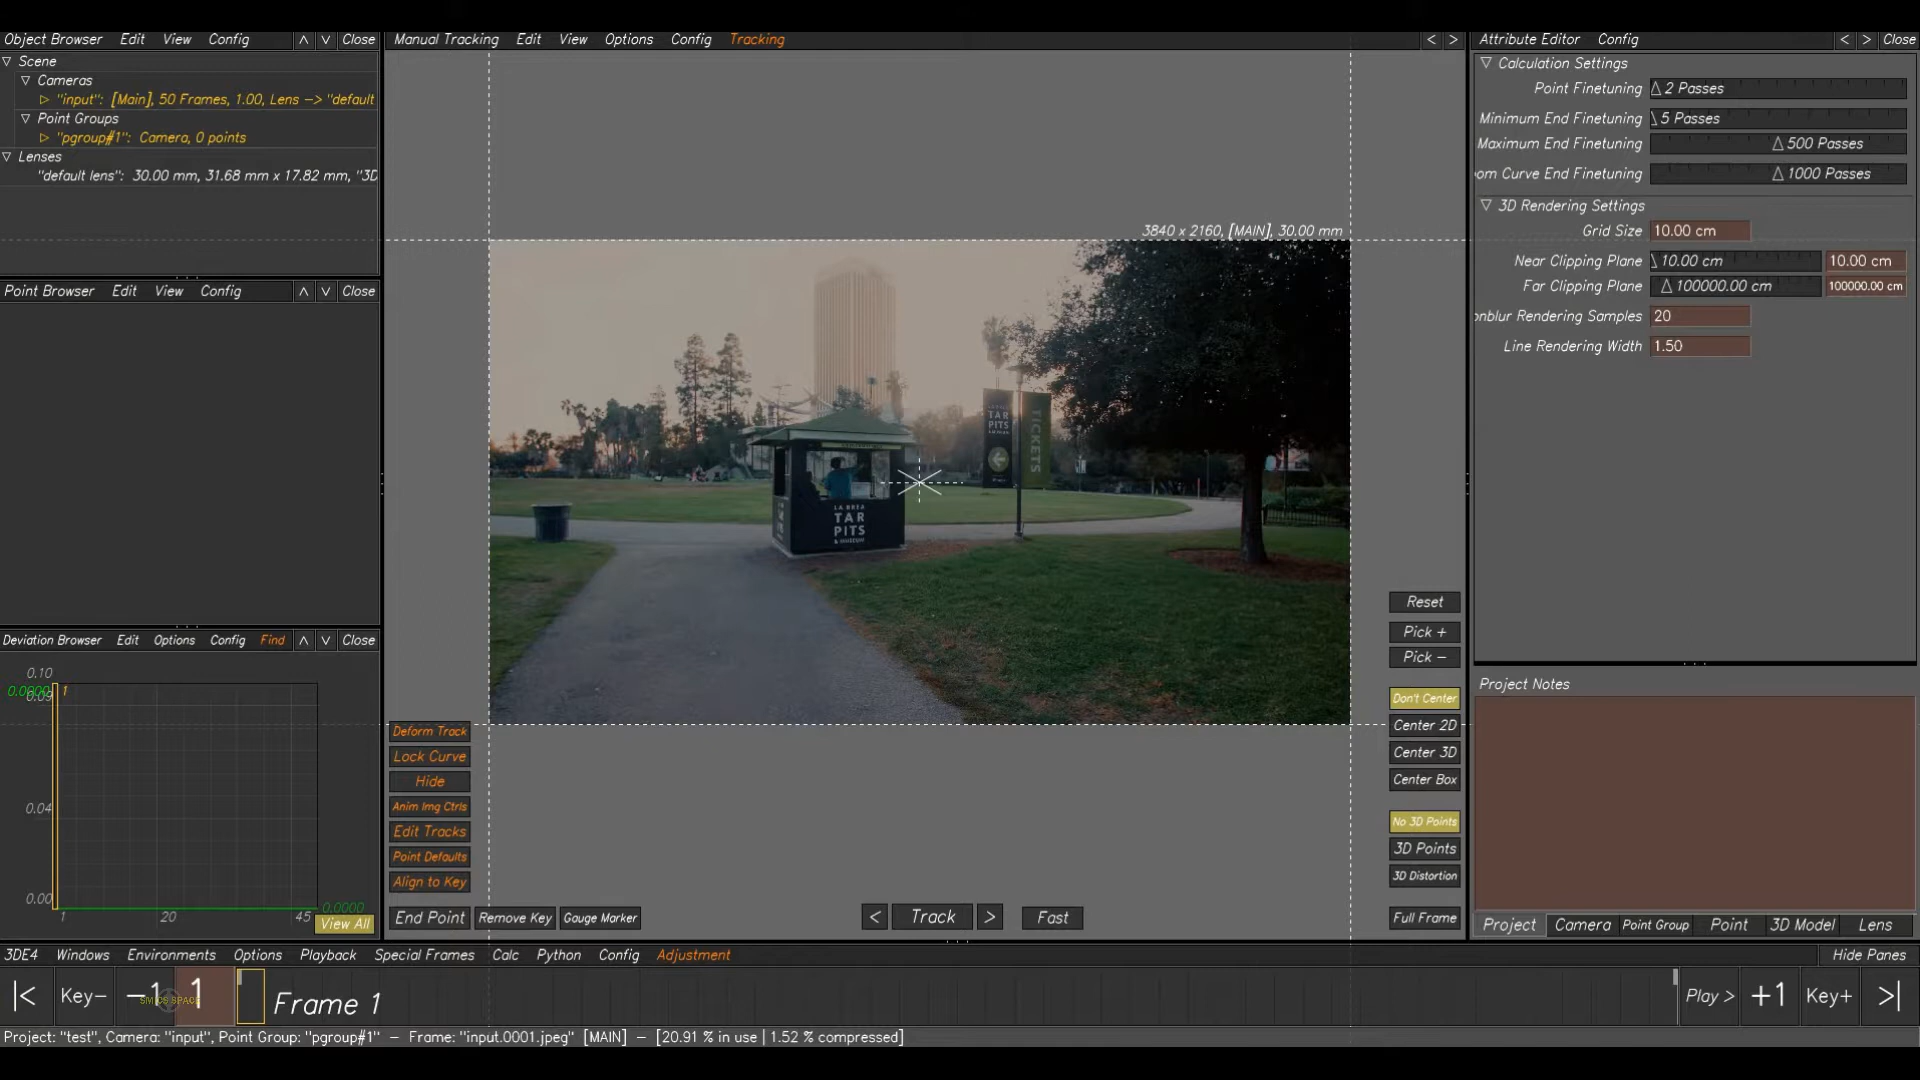 Object Browser Edit View Config ∧ ∨ Close
Scene
Cameras
"input": [Main], 50 Frames, 1.00, Lens —> "default
Point Groups
"pgroup#1": Camera, 0 points
Lenses
"default lens": 30.00 mm, 31.68 mm x 17.82 mm, "3D
Point Browser Edit View Config ∧ ∨ Close
Deviation Browser Edit Options Config Find ∧ ∨ Close
0.10
0.0000
0.09
1
0.04
0.00
0.0000
1 20 45
View All
Manual Tracking Edit View Options Config Tracking < >
3840 x 2160, [MAIN], 30.00 mm
TAR
PITS
TICKETS
LA BREA
TAR
PITS
& MUSEUM
Reset
Pick +
Pick –
Don't Center
Center 2D
Center 3D
Center Box
No 3D Points
3D Points
3D Distortion
Full Frame
Deform Track
Lock Curve
Hide
Anim Img Ctrls
Edit Tracks
Point Defaults
Align to Key
End Point Remove Key Gauge Marker < Track > Fast
Attribute Editor Config < > Close
Calculation Settings
Point Finetuning 2 Passes
Minimum End Finetuning 5 Passes
Maximum End Finetuning 500 Passes
om Curve End Finetuning 1000 Passes
3D Rendering Settings
Grid Size 10.00 cm
Near Clipping Plane 10.00 cm 10.00 cm
Far Clipping Plane 100000.00 cm 100000.00 cm
onblur Rendering Samples 20
Line Rendering Width 1.50
Project Notes
Project Camera Point Group Point 3D Model Lens
3DE4 Windows Environments Options Playback Special Frames Calc Python Config Adjustment Hide Panes
|< Key– –1 1 Frame 1 Play > +1 Key+ >|
Project: "test", Camera: "input", Point Group: "pgroup#1" – Frame: "input.0001.jpeg" [MAIN] – [20.91 % in use | 1.52 % compressed]